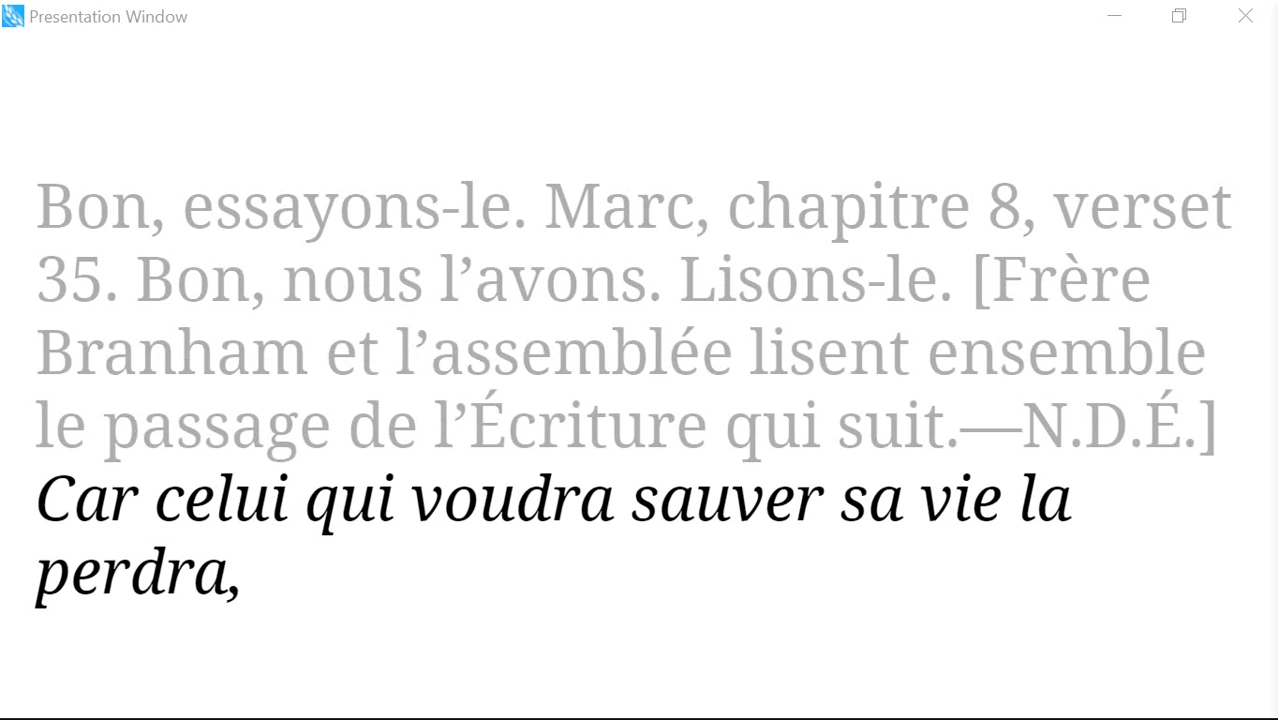 Presentation Window
Bon, essayons-le. Marc, chapitre 8, verset
35. Bon, nous l’avons. Lisons-le. [Frère
Branham et l’assemblée lisent ensemble
le passage de l’Écriture qui suit.—N.D.É.]
Car celui qui voudra sauver sa vie la
perdra,